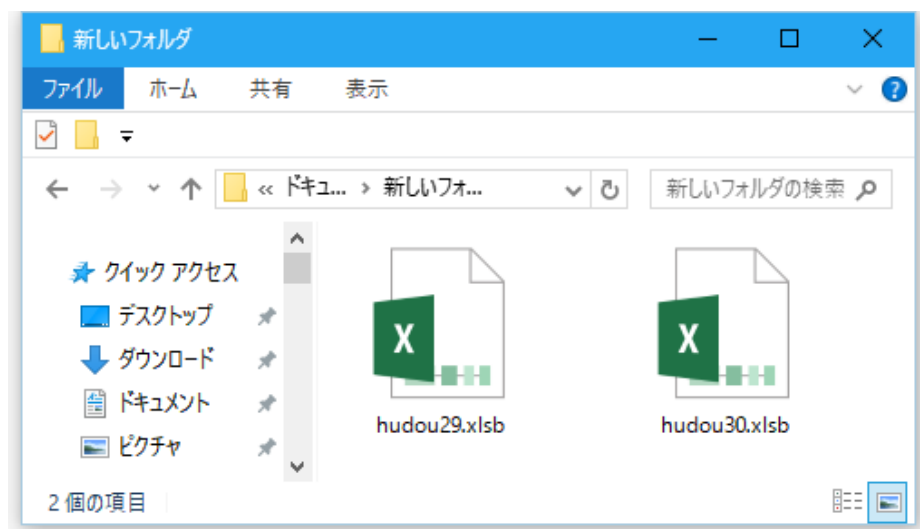 新しいフォルダ
ファイル ホーム 共有 表示
« ドキュ... › 新しいフォ... 新しいフォルダの検索
クイック アクセス
デスクトップ
ダウンロード
ドキュメント
ピクチャ
hudou29.xlsb hudou30.xlsb
2 個の項目